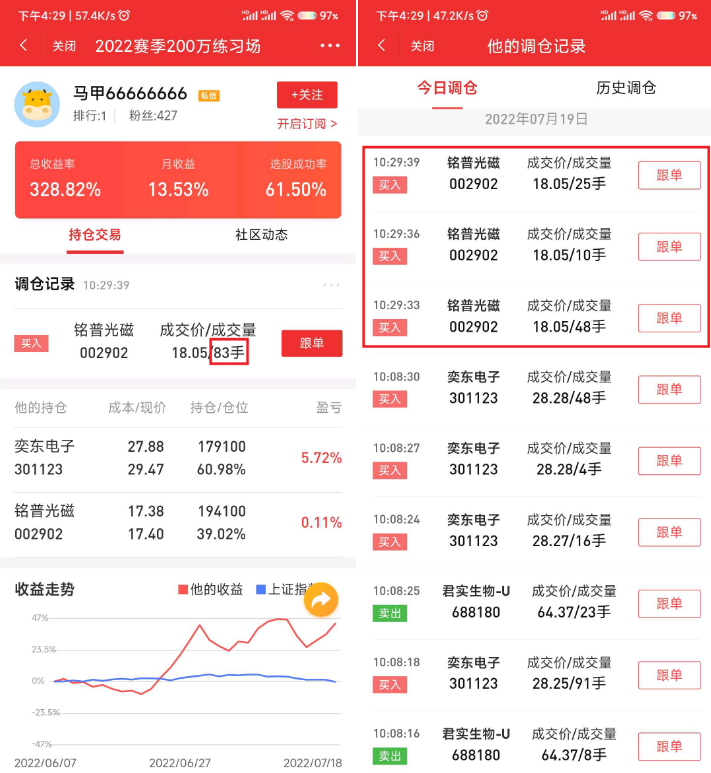 下午4:29 | 57.4K/s
97%
关闭
2022赛季200万练习场
马甲66666666
私信
+关注
排行:1
粉丝:427
开启订阅 >
总收益率
月收益
选股成功率
328.82%
13.53%
61.50%
持仓交易
社区动态
调仓记录 10:29:39
买入
铭普光磁
002902
成交价/成交量
18.05/83手
跟单
他的持仓
成本/现价
持仓/仓位
盈亏
奕东电子
27.88
179100
5.72%
301123
29.47
60.98%
铭普光磁
17.38
194100
0.11%
002902
17.40
39.02%
收益走势
他的收益
上证指
47%
23.5%
0%
-23.5%
-47%
2022/06/07
2022/06/27
2022/07/18
下午4:29 | 47.2K/s
97%
关闭
他的调仓记录
今日调仓
历史调仓
2022年07月19日
10:29:39
铭普光磁
成交价/成交量
买入
002902
18.05/25手
跟单
10:29:36
铭普光磁
成交价/成交量
买入
002902
18.05/10手
跟单
10:29:33
铭普光磁
成交价/成交量
买入
002902
18.05/48手
跟单
10:08:30
奕东电子
成交价/成交量
买入
301123
28.28/48手
跟单
10:08:27
奕东电子
成交价/成交量
买入
301123
28.28/4手
跟单
10:08:24
奕东电子
成交价/成交量
买入
301123
28.27/16手
跟单
10:08:25
君实生物-U
成交价/成交量
卖出
688180
64.37/23手
跟单
10:08:18
奕东电子
成交价/成交量
买入
301123
28.25/91手
跟单
10:08:16
君实生物-U
成交价/成交量
卖出
688180
64.37/8手
跟单